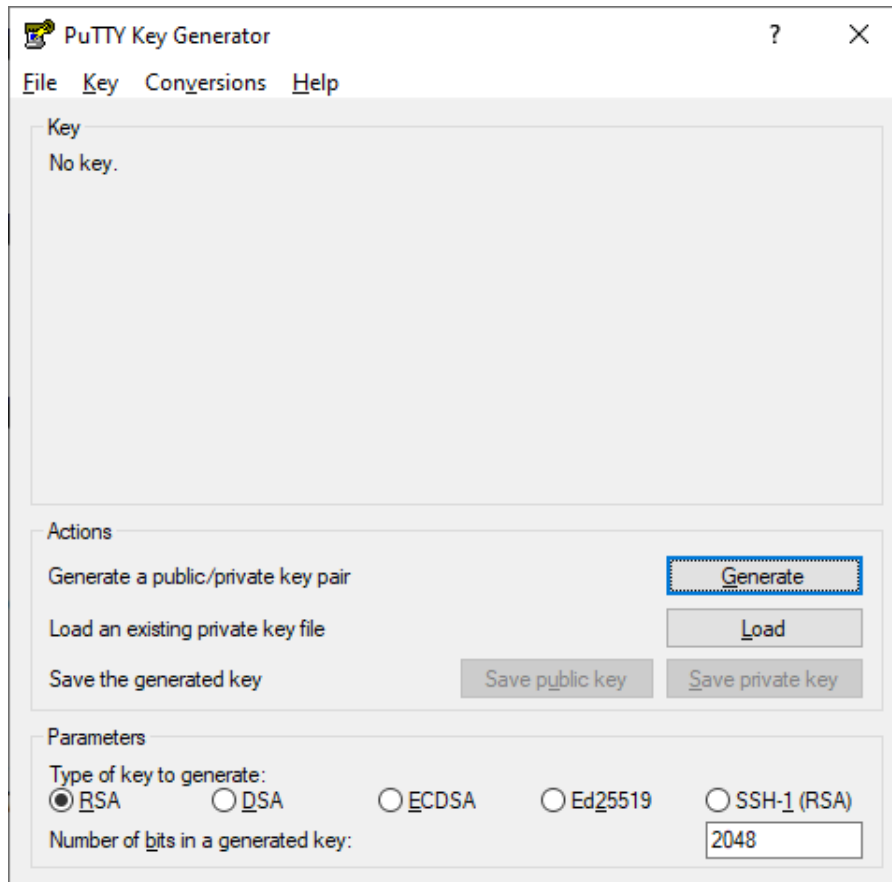 PuTTY Key Generator ? ×
File Key Conversions Help
Key
No key.
Actions
Generate a public/private key pair Generate
Load an existing private key file Load
Save the generated key Save public key Save private key
Parameters
Type of key to generate:
RSA DSA ECDSA Ed25519 SSH-1 (RSA)
Number of bits in a generated key: 2048